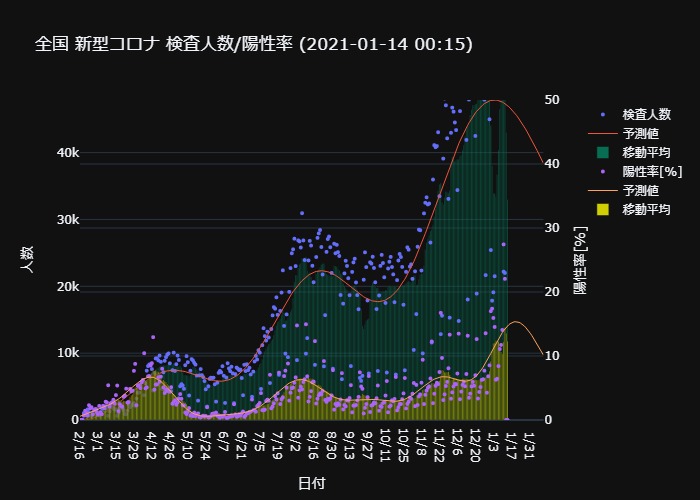 全国 新型コロナ 検査人数/陽性率 (2021-01-14 00:15)
検査人数
予測値
移動平均
陽性率[%]
予測値
移動平均
人数
40k
30k
20k
10k
0
陽性率[%]
50
40
30
20
10
0
2/16
3/1
3/15
3/29
4/12
4/26
5/10
5/24
6/7
6/21
7/5
7/19
8/2
8/16
8/30
9/13
9/27
10/11
10/25
11/8
11/22
12/6
12/20
1/3
1/17
1/31
日付